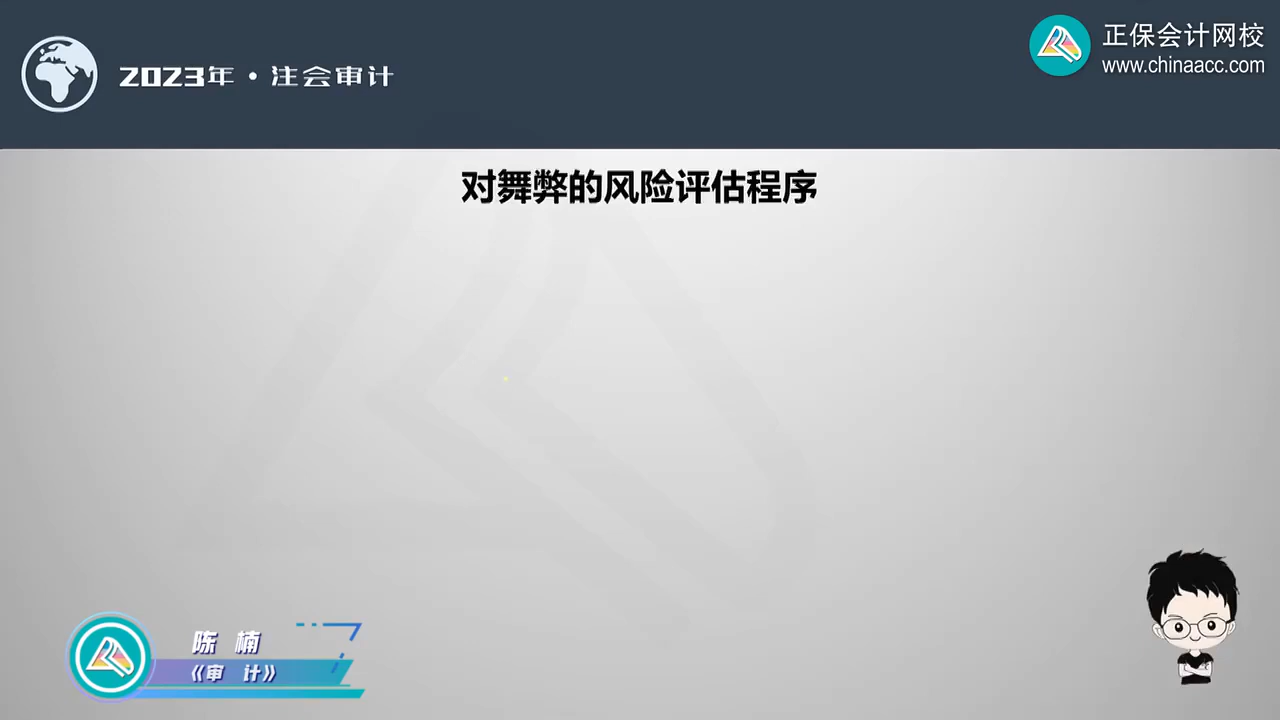 2023年·注会审计
正保会计网校
www.chinaacc.com
对舞弊的风险评估程序
陈 楠
《审 计》